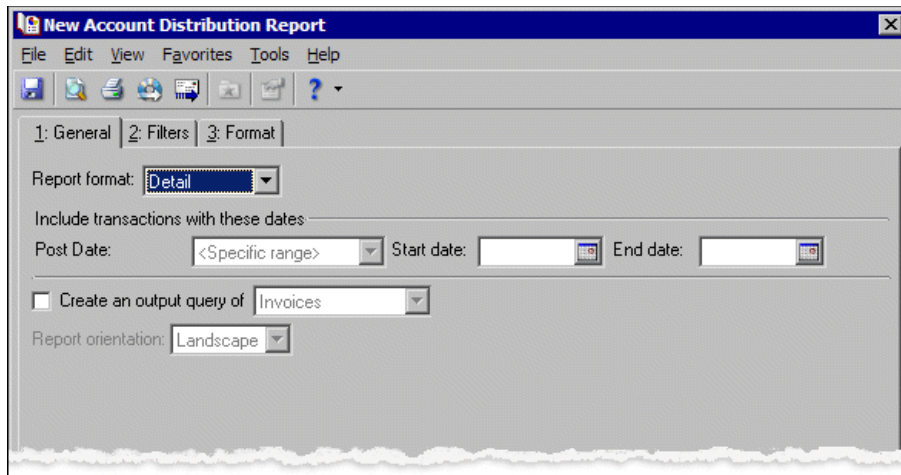 New Account Distribution Report
File Edit View Favorites Tools Help
1: General 2: Filters 3: Format
Report format: Detail
Include transactions with these dates
Post Date: <Specific range> Start date: End date:
Create an output query of Invoices
Report orientation: Landscape